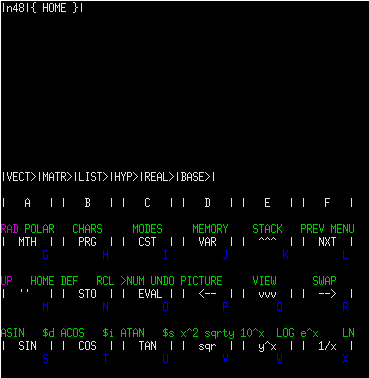 |n48|{ HOME }|
|VECT>|MATR>|LIST>|HYP>|REAL>|BASE>|
| A | | B | | C | | D | | E | | F |
RAD POLAR CHARS MODES MEMORY STACK PREV MENU
| MTH | | PRG | | CST | | VAR | | ^^^ | | NXT |
G H I J K L
UP HOME DEF RCL >NUM UNDO PICTURE VIEW SWAP
| '' | | STO | | EVAL | | <-- | | vvv | | --> |
M N O P Q R
ASIN $d ACOS $i ATAN $s x^2 sqrty 10^x LOG e^x LN
| SIN | | COS | | TAN | | sqr | | y^x | | 1/x |
S T U V W X